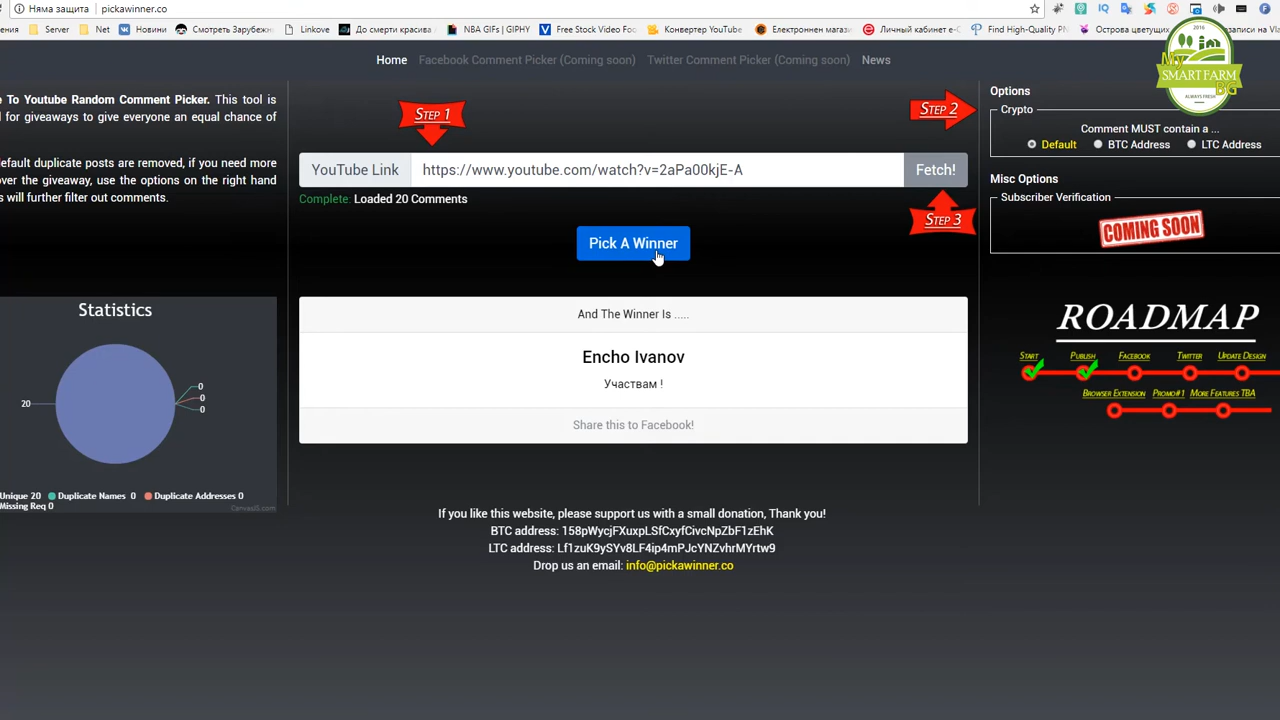 Няма защита | pickawinner.co
Server Net Новини Смотреть Зарубежн Linkove До смерти красива NBA GIFs | GIPHY Free Stock Video Foo Конвертер YouTube Електроннен магази Личный кабинет e- Find High-Quality PN Острова цветущих
Home Facebook Comment Picker (Coming soon) Twitter Comment Picker (Coming soon) News
2016
My
SMART FARM
BG
ALWAYS FRESH
To Youtube Random Comment Picker. This tool is
for giveaways to give everyone an equal chance of
default duplicate posts are removed, if you need more
over the giveaway, use the options on the right hand
will further filter out comments.
STEP 1
STEP 2
YouTube Link https://www.youtube.com/watch?v=2aPa00kjE-A Fetch!
Complete: Loaded 20 Comments
STEP 3
Pick A Winner
And The Winner Is .....
Encho Ivanov
Участвам !
Share this to Facebook!
Options
Crypto
Comment MUST contain a ...
Default BTC Address LTC Address
Misc Options
Subscriber Verification
COMING SOON
ROADMAP
START PUBLISH FACEBOOK TWITTER UPDATE DESIGN
BROWSER EXTENSION PROMO#1 MORE FEATURES TBA
Statistics
20
0
0
0
Unique 20 Duplicate Names 0 Duplicate Addresses 0
Missing Req 0
CanvasJS.com
If you like this website, please support us with a small donation, Thank you!
BTC address: 158pWycjFXuxpLSfCxyfCivcNpZbF1zEhK
LTC address: Lf1zuK9ySYv8LF4ip4mPJcYNZvhrMYrtw9
Drop us an email: info@pickawinner.co